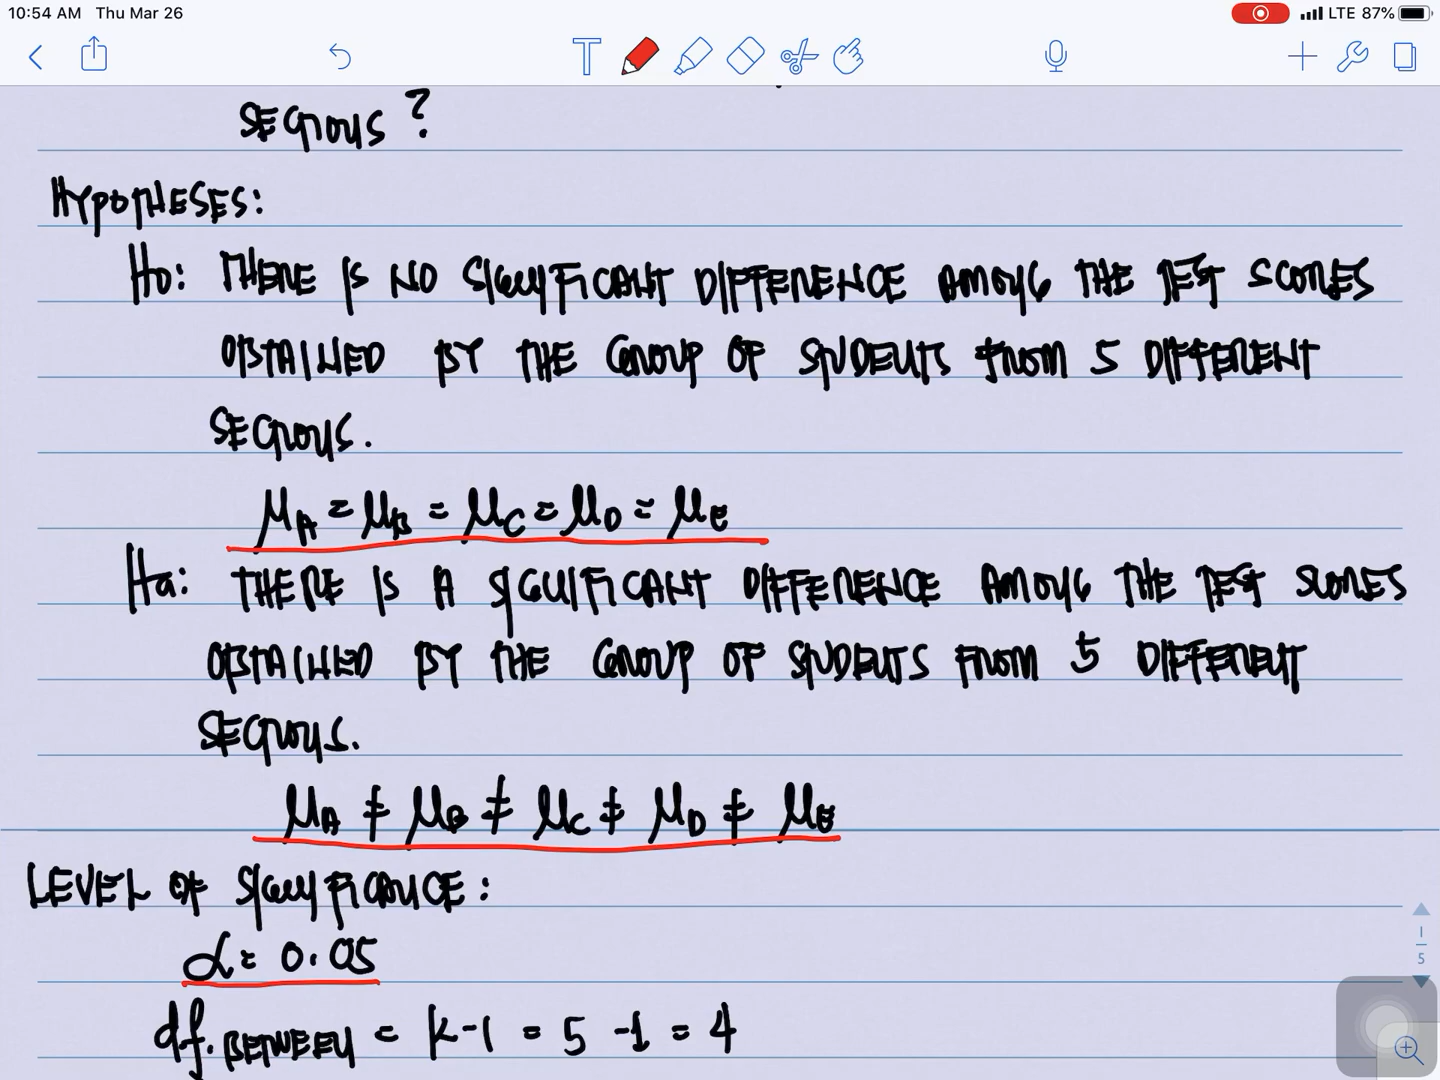 10:54 AM Thu Mar 26 LTE 87%
SECTIONS?
HYPOTHESES:
Ho: THERE IS NO SIGNIFICANT DIFFERENCE AMONG THE TEST SCORES
OBTAINED BY THE GROUP OF STUDENTS FROM 5 DIFFERENT
SECTIONS.
μA = μB = μC = μD = μE
Ha: THERE IS A SIGNIFICANT DIFFERENCE AMONG THE TEST SCORES
OBTAINED BY THE GROUP OF STUDENTS FROM 5 DIFFERENT
SECTIONS.
μA ≠ μB ≠ μC ≠ μD ≠ μE
LEVEL OF SIGNIFICANCE:
α = 0.05
df. BETWEEN = K-1 = 5 -1 = 4
1
5